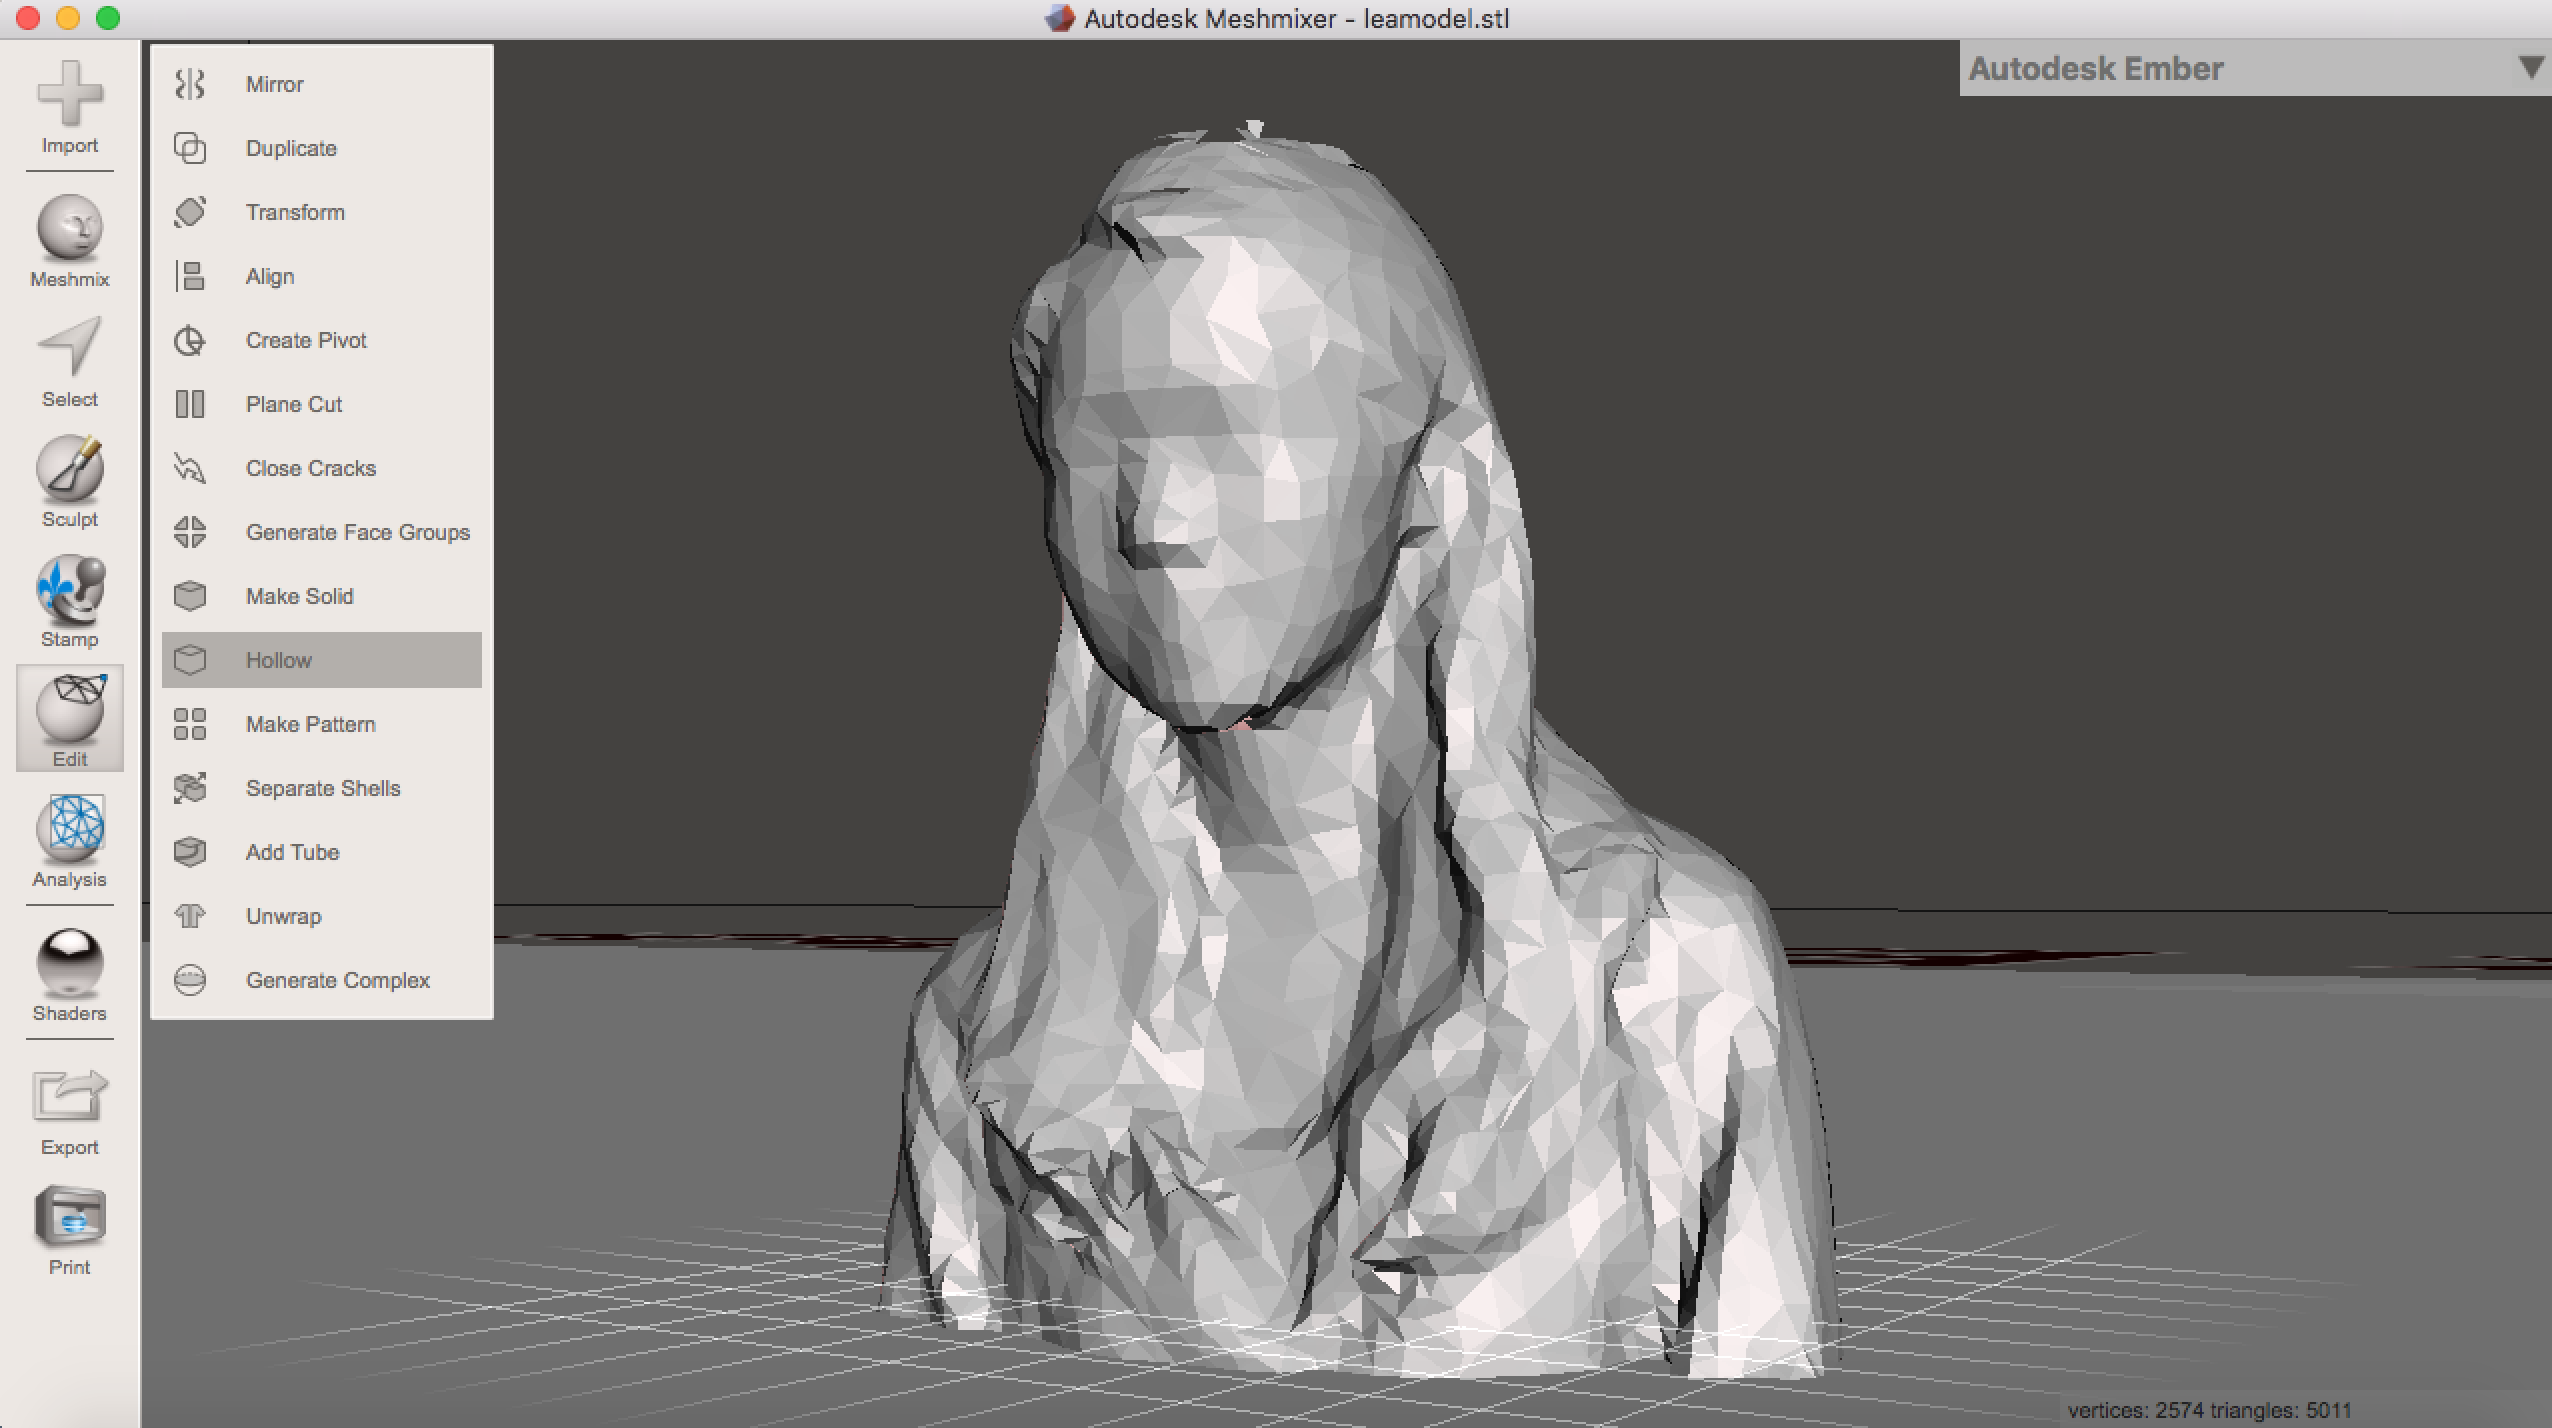 Autodesk Meshmixer - leamodel.stl
Autodesk Ember
Import
Meshmix
Select
Sculpt
Stamp
Edit
Analysis
Shaders
Export
Print
Mirror
Duplicate
Transform
Align
Create Pivot
Plane Cut
Close Cracks
Generate Face Groups
Make Solid
Hollow
Make Pattern
Separate Shells
Add Tube
Unwrap
Generate Complex
vertices: 2574 triangles: 5011